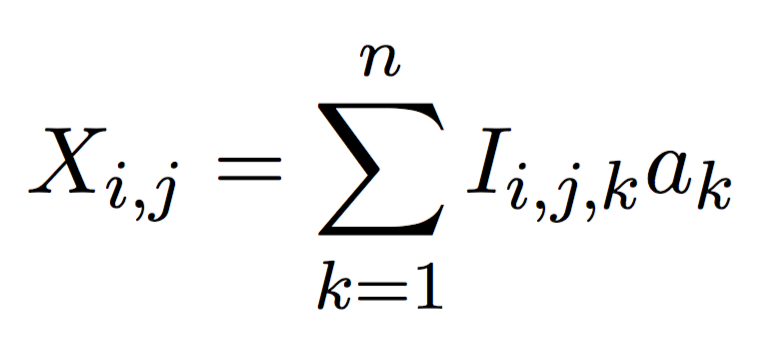 X_{i,j} = \sum_{k=1}^{n} I_{i,j,k} a_k